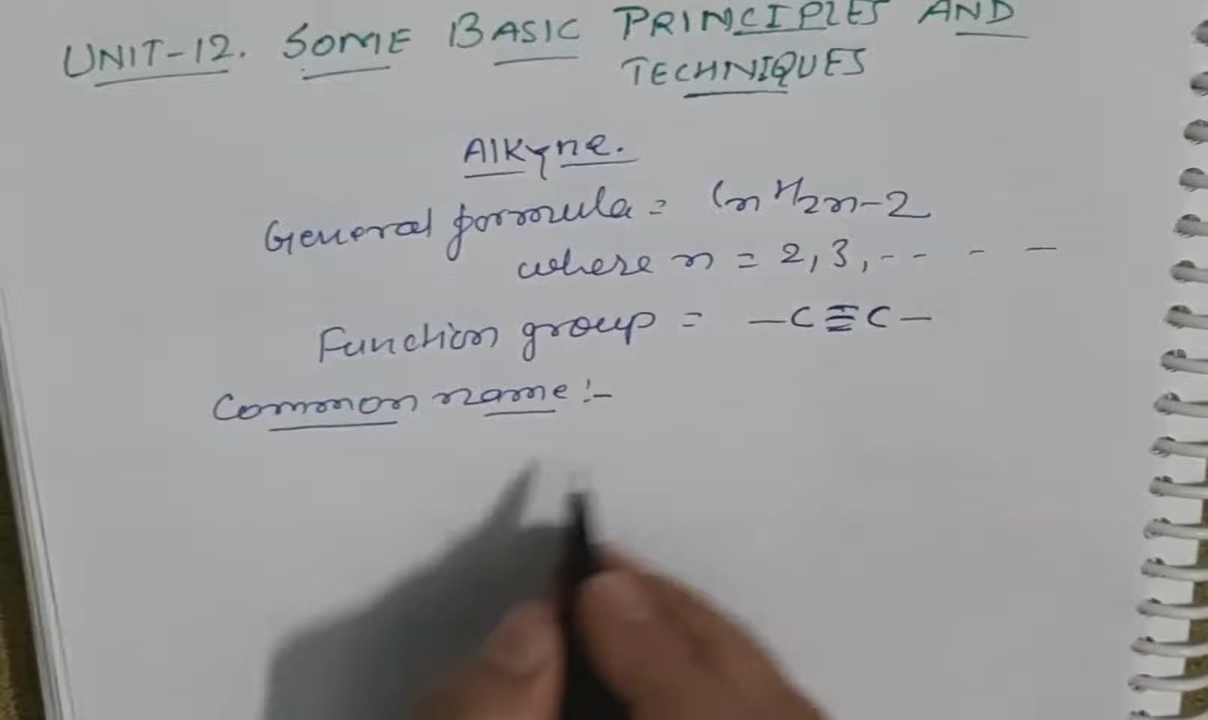 UNIT-12. SOME BASIC PRINCIPLES AND
TECHNIQUES
Alkyne.
General formula = CnH2n-2
where n = 2,3,-- - -
Function group = -C≡C-
Common name :-